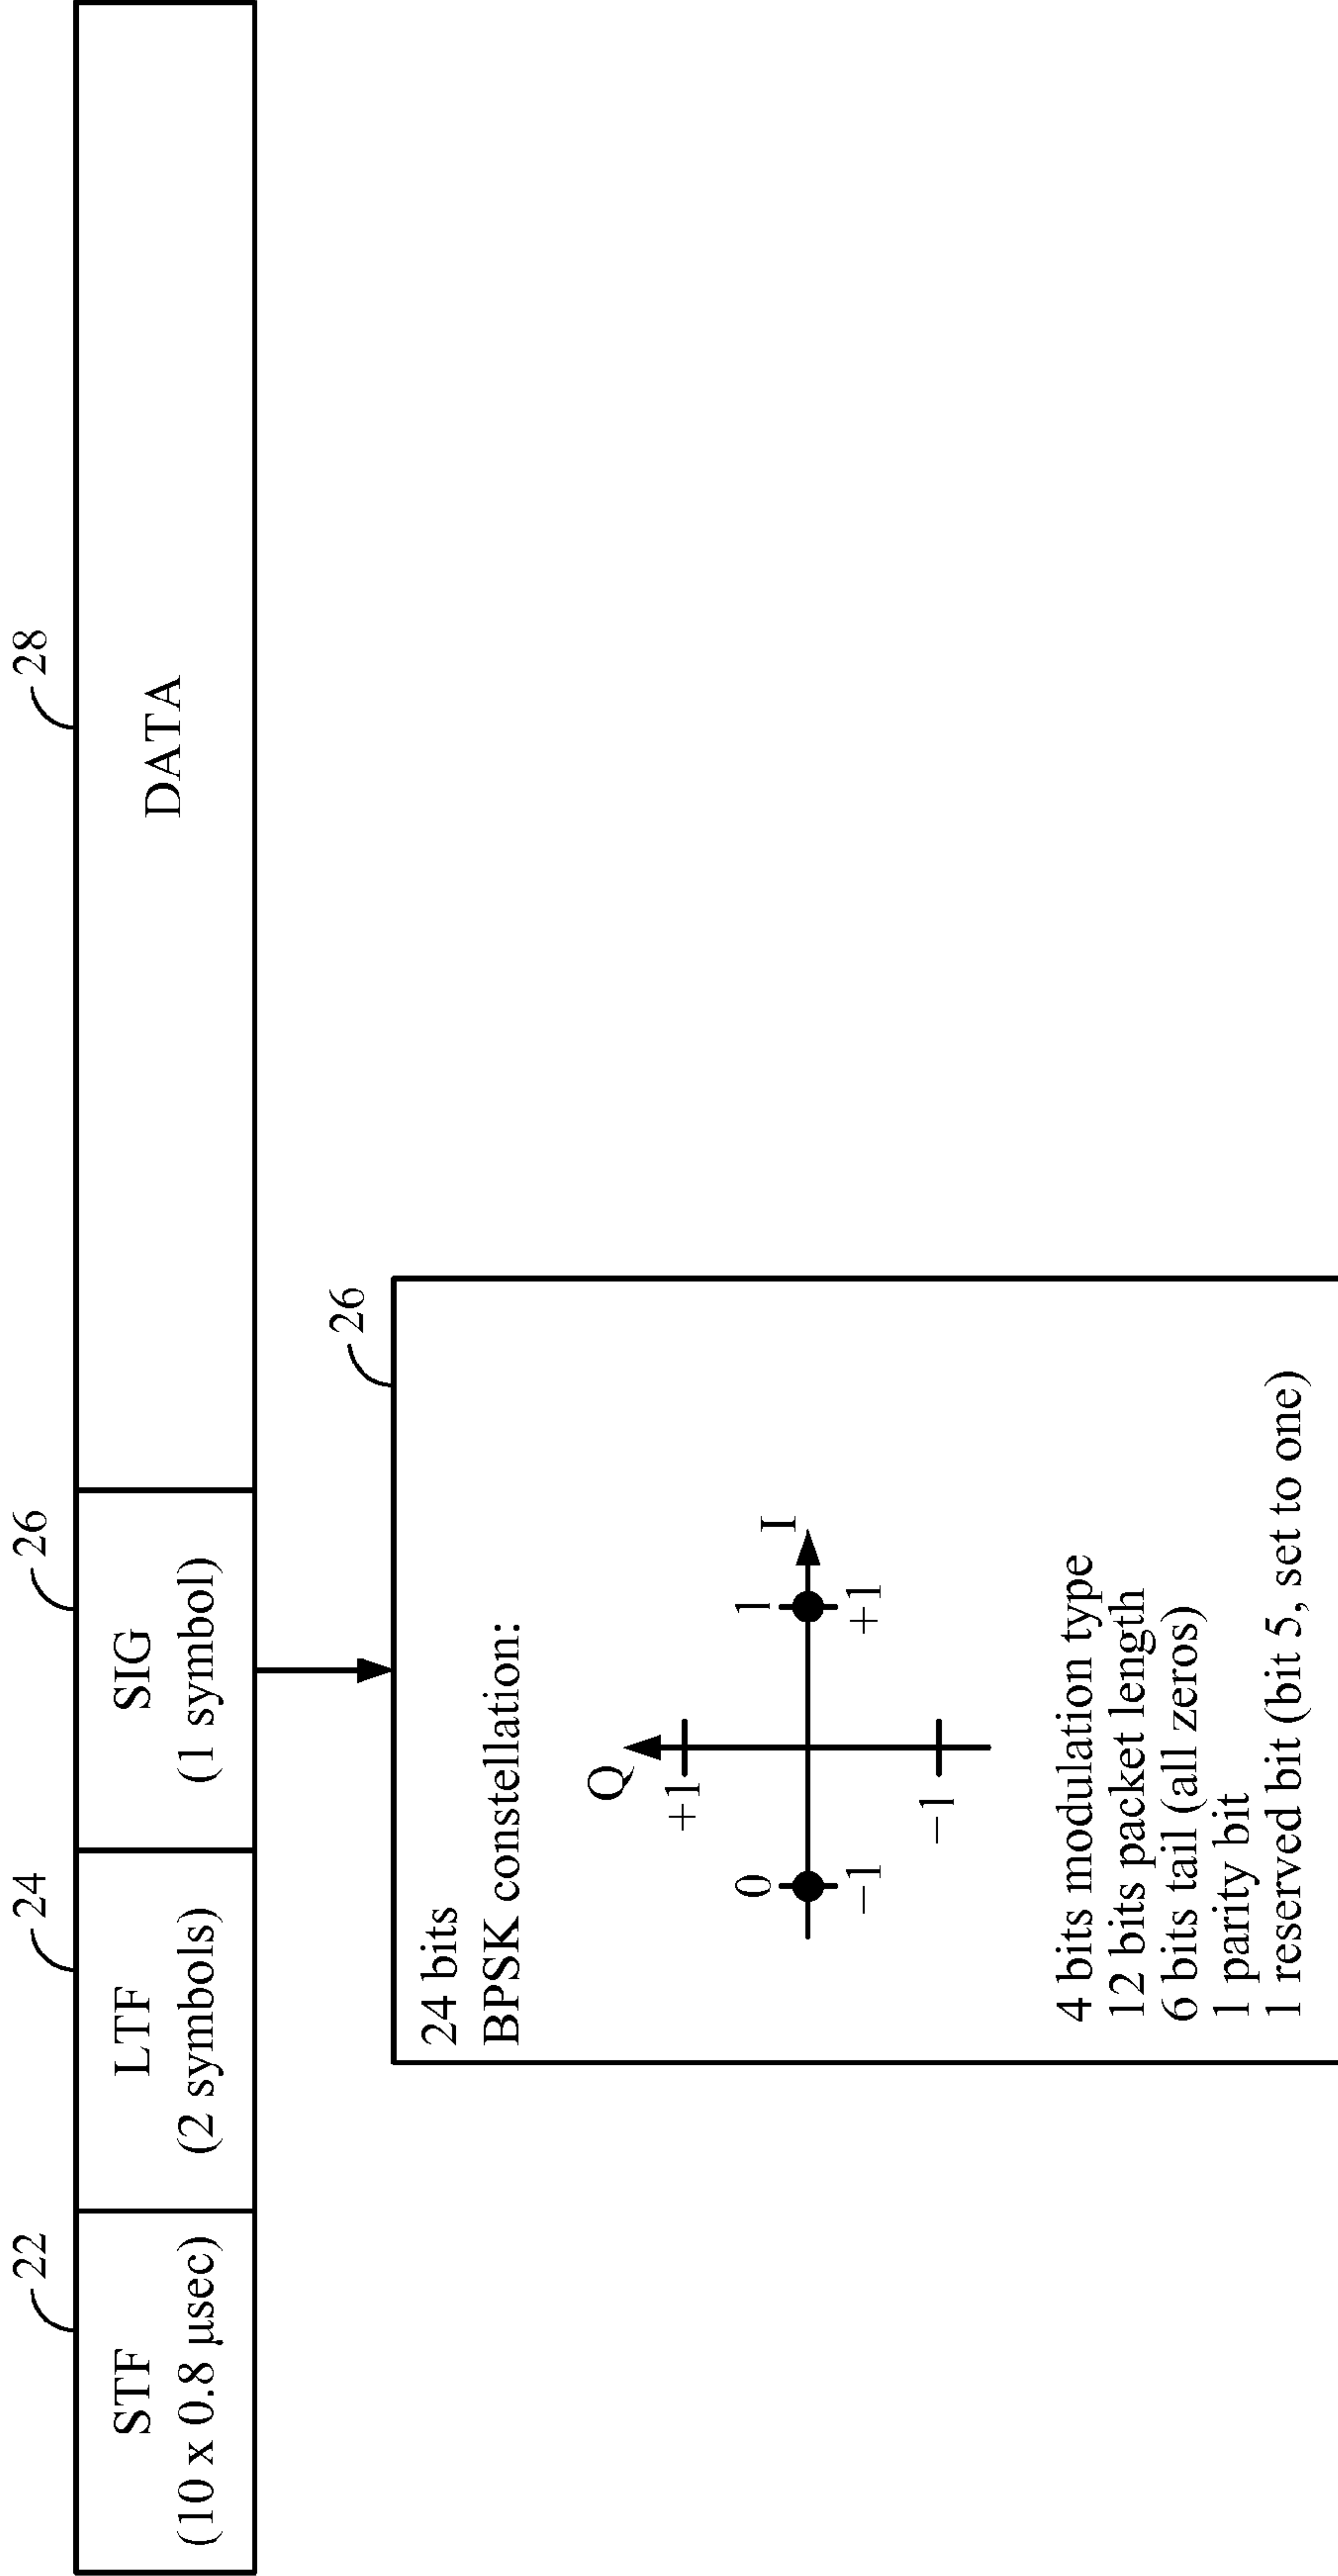 22
24
26
28
STF
(10 x 0.8 μsec)
LTF
(2 symbols)
SIG
(1 symbol)
DATA
26
24 bits
BPSK constellation:
Q
+1
0
1
I
−1
+1
−1
4 bits modulation type
12 bits packet length
6 bits tail (all zeros)
1 parity bit
1 reserved bit (bit 5, set to one)